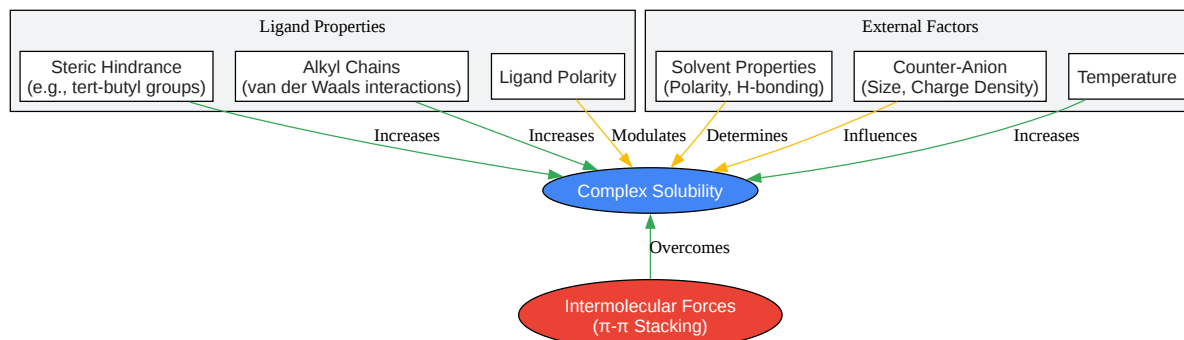 Ligand Properties
External Factors
Steric Hindrance
(e.g., tert-butyl groups)
Alkyl Chains
(van der Waals interactions)
Ligand Polarity
Solvent Properties
(Polarity, H-bonding)
Counter-Anion
(Size, Charge Density)
Temperature
Increases
Increases
Modulates
Determines
Influences
Increases
Complex Solubility
Overcomes
Intermolecular Forces
(π-π Stacking)